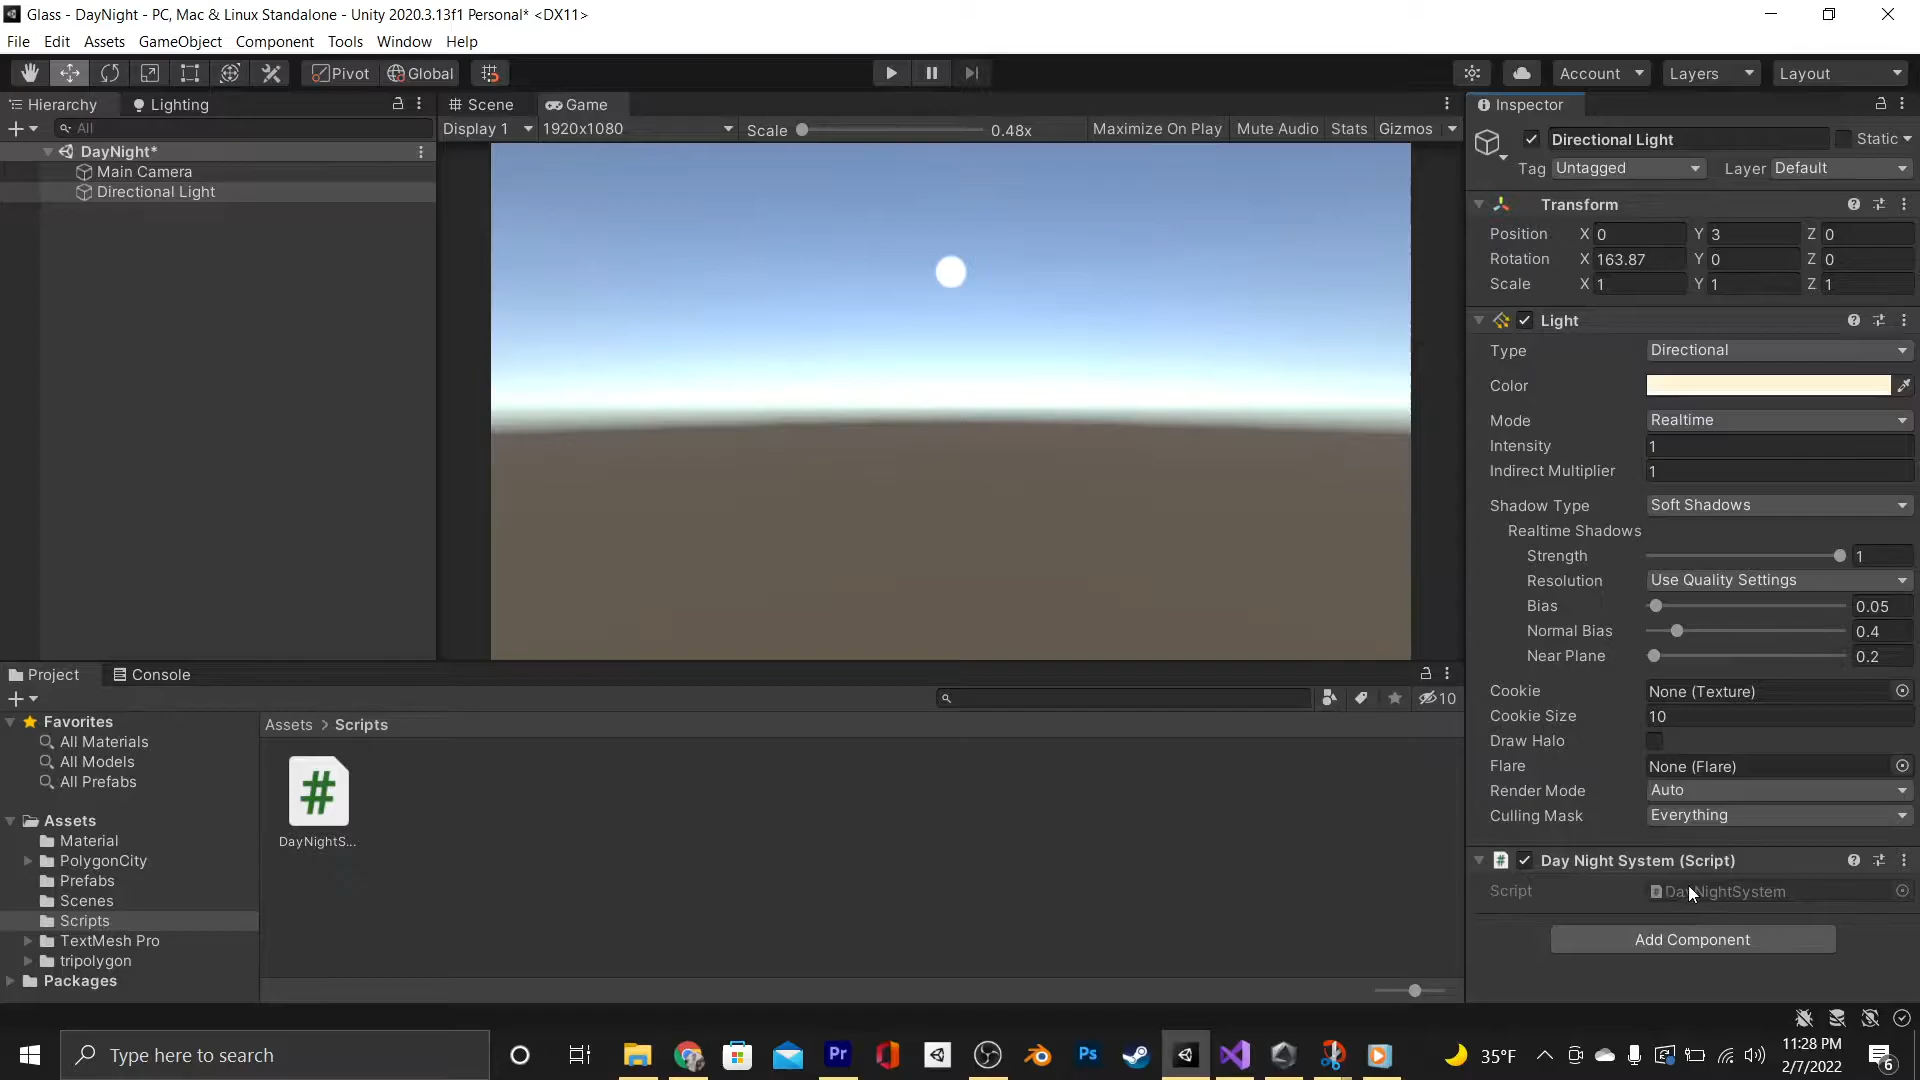 Glass - DayNight - PC, Mac & Linux Standalone - Unity 2020.3.13f1 Personal* <DX11>
File Edit Assets GameObject Component Tools Window Help
Pivot Global Account Layers Layout
Hierarchy Lighting
All
DayNight*
Main Camera
Directional Light
Scene Game
Display 1 1920x1080 Scale 0.48x Maximize On Play Mute Audio Stats Gizmos
Inspector
Directional Light Static
Tag Untagged Layer Default
Transform
Position X 0 Y 3 Z 0
Rotation X 163.87 Y 0 Z 0
Scale X 1 Y 1 Z 1
Light
Type Directional
Color
Mode Realtime
Intensity 1
Indirect Multiplier 1
Shadow Type Soft Shadows
Realtime Shadows
Strength 1
Resolution Use Quality Settings
Bias 0.05
Normal Bias 0.4
Near Plane 0.2
Cookie None (Texture)
Cookie Size 10
Draw Halo
Flare None (Flare)
Render Mode Auto
Culling Mask Everything
Day Night System (Script)
Script DayNightSystem
Add Component
Project Console
10
Favorites
All Materials
All Models
All Prefabs
Assets
Material
PolygonCity
Prefabs
Scenes
Scripts
TextMesh Pro
tripolygon
Packages
Assets > Scripts
DayNightS...
Type here to search
Pr
Ps
35°F
11:28 PM
2/7/2022
6